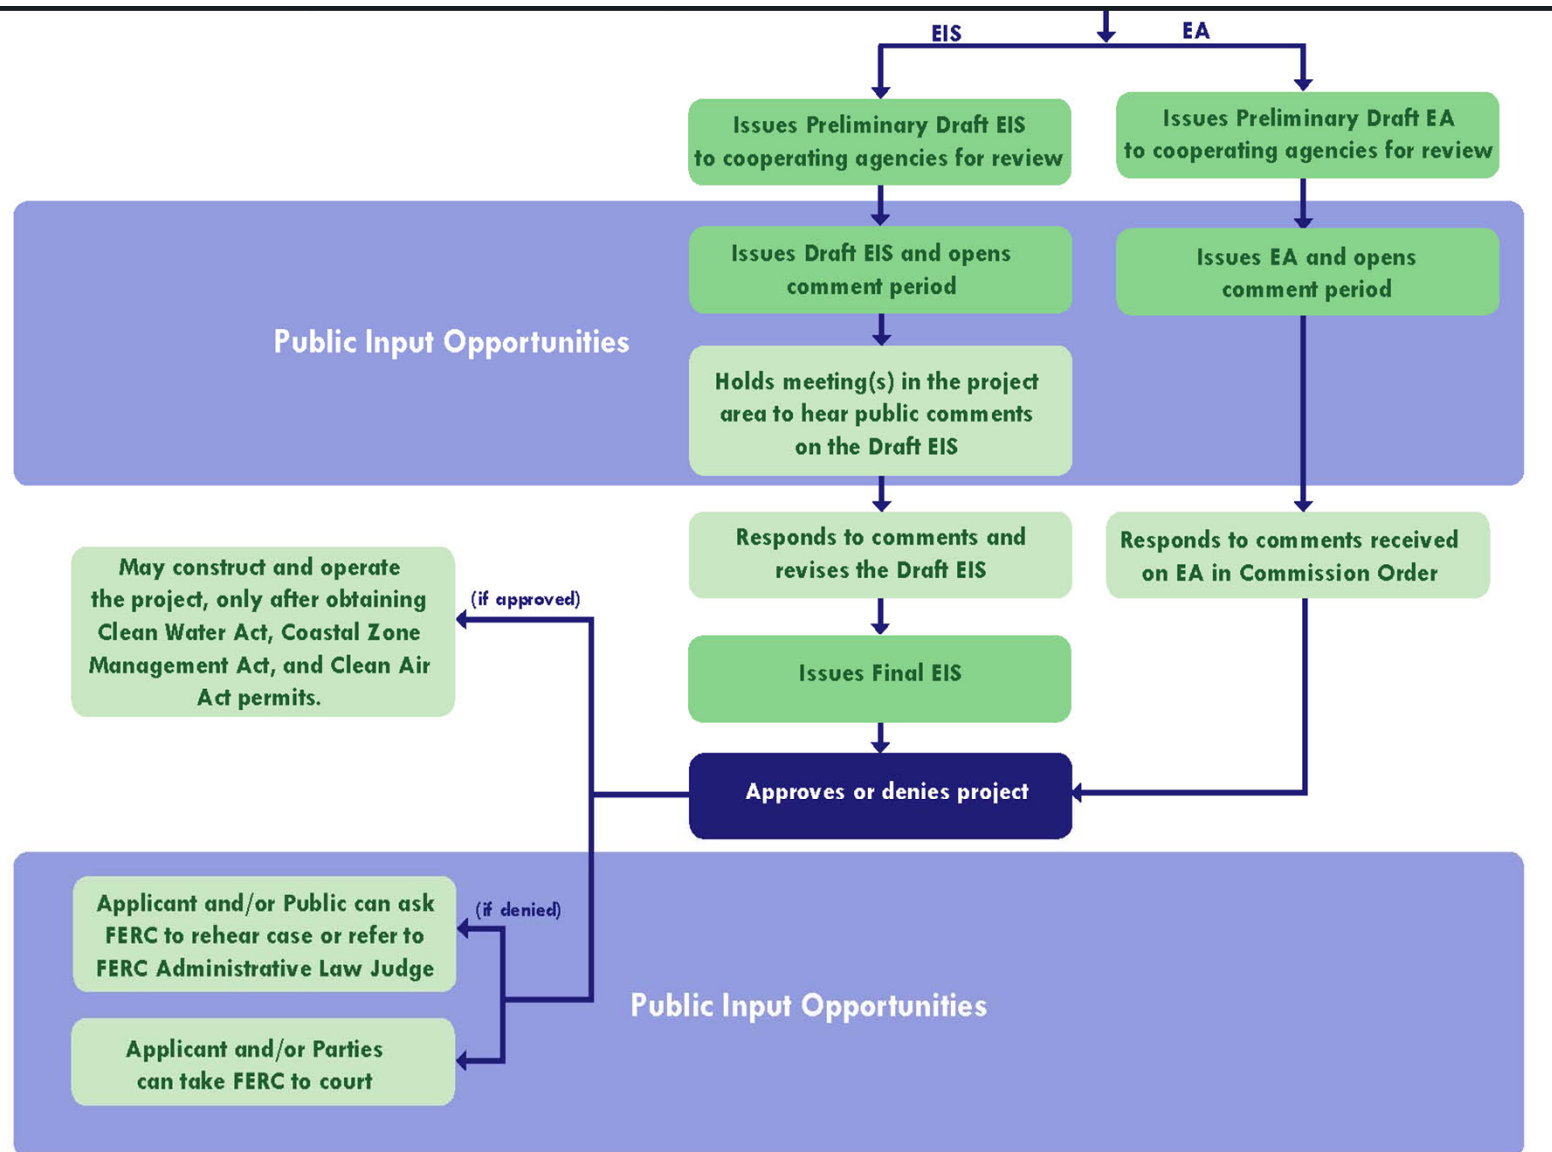 EIS
EA
Issues Preliminary Draft EIS
to cooperating agencies for review
Issues Preliminary Draft EA
to cooperating agencies for review
Issues Draft EIS and opens
comment period
Issues EA and opens
comment period
Public Input Opportunities
Holds meeting(s) in the project
area to hear public comments
on the Draft EIS
Responds to comments and
revises the Draft EIS
Responds to comments received
on EA in Commission Order
May construct and operate
the project, only after obtaining
Clean Water Act, Coastal Zone
Management Act, and Clean Air
Act permits.
(if approved)
Issues Final EIS
Approves or denies project
Applicant and/or Public can ask
FERC to rehear case or refer to
FERC Administrative Law Judge
(if denied)
Public Input Opportunities
Applicant and/or Parties
can take FERC to court